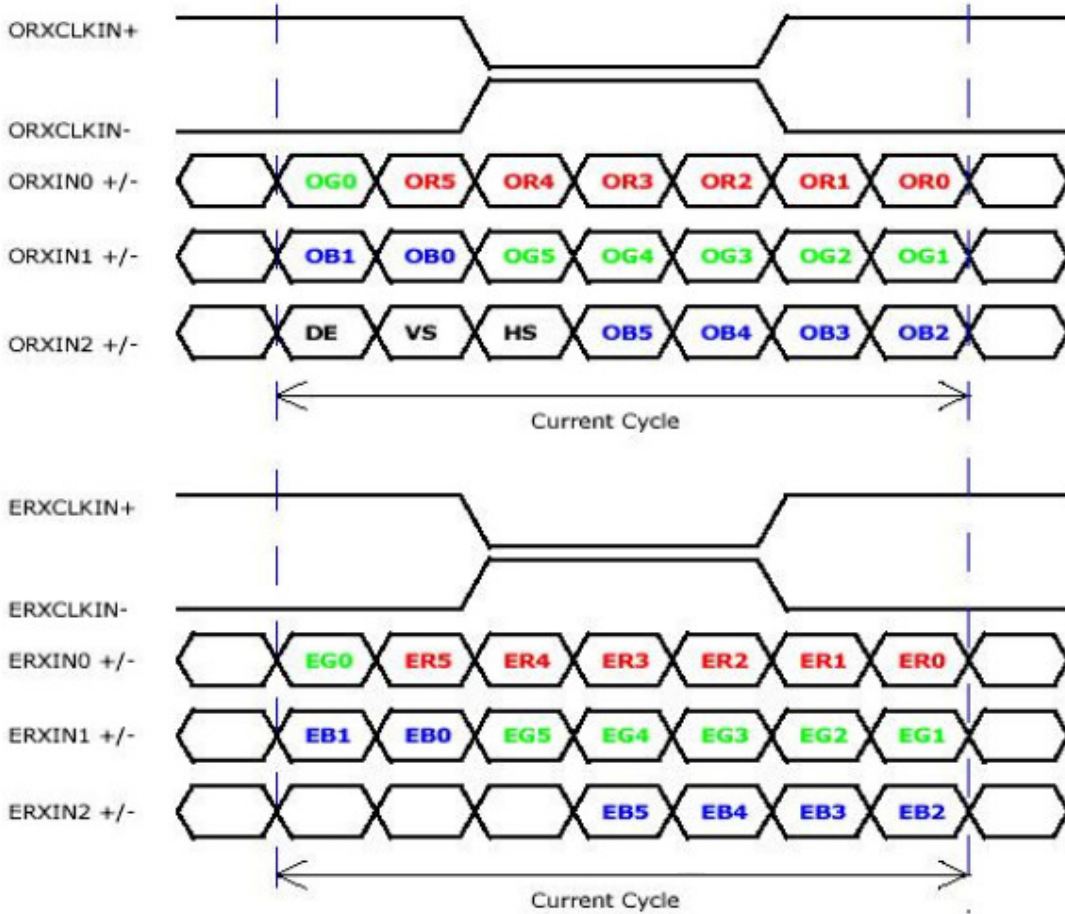 ORXCLKIN+
ORXCLKIN-
ORXIN0 +/- OG0 OR5 OR4 OR3 OR2 OR1 OR0
ORXIN1 +/- OB1 OB0 OG5 OG4 OG3 OG2 OG1
ORXIN2 +/- DE VS HS OB5 OB4 OB3 OB2
Current Cycle
ERXCLKIN+
ERXCLKIN-
ERXIN0 +/- EG0 ER5 ER4 ER3 ER2 ER1 ER0
ERXIN1 +/- EB1 EB0 EG5 EG4 EG3 EG2 EG1
ERXIN2 +/- EB5 EB4 EB3 EB2
Current Cycle